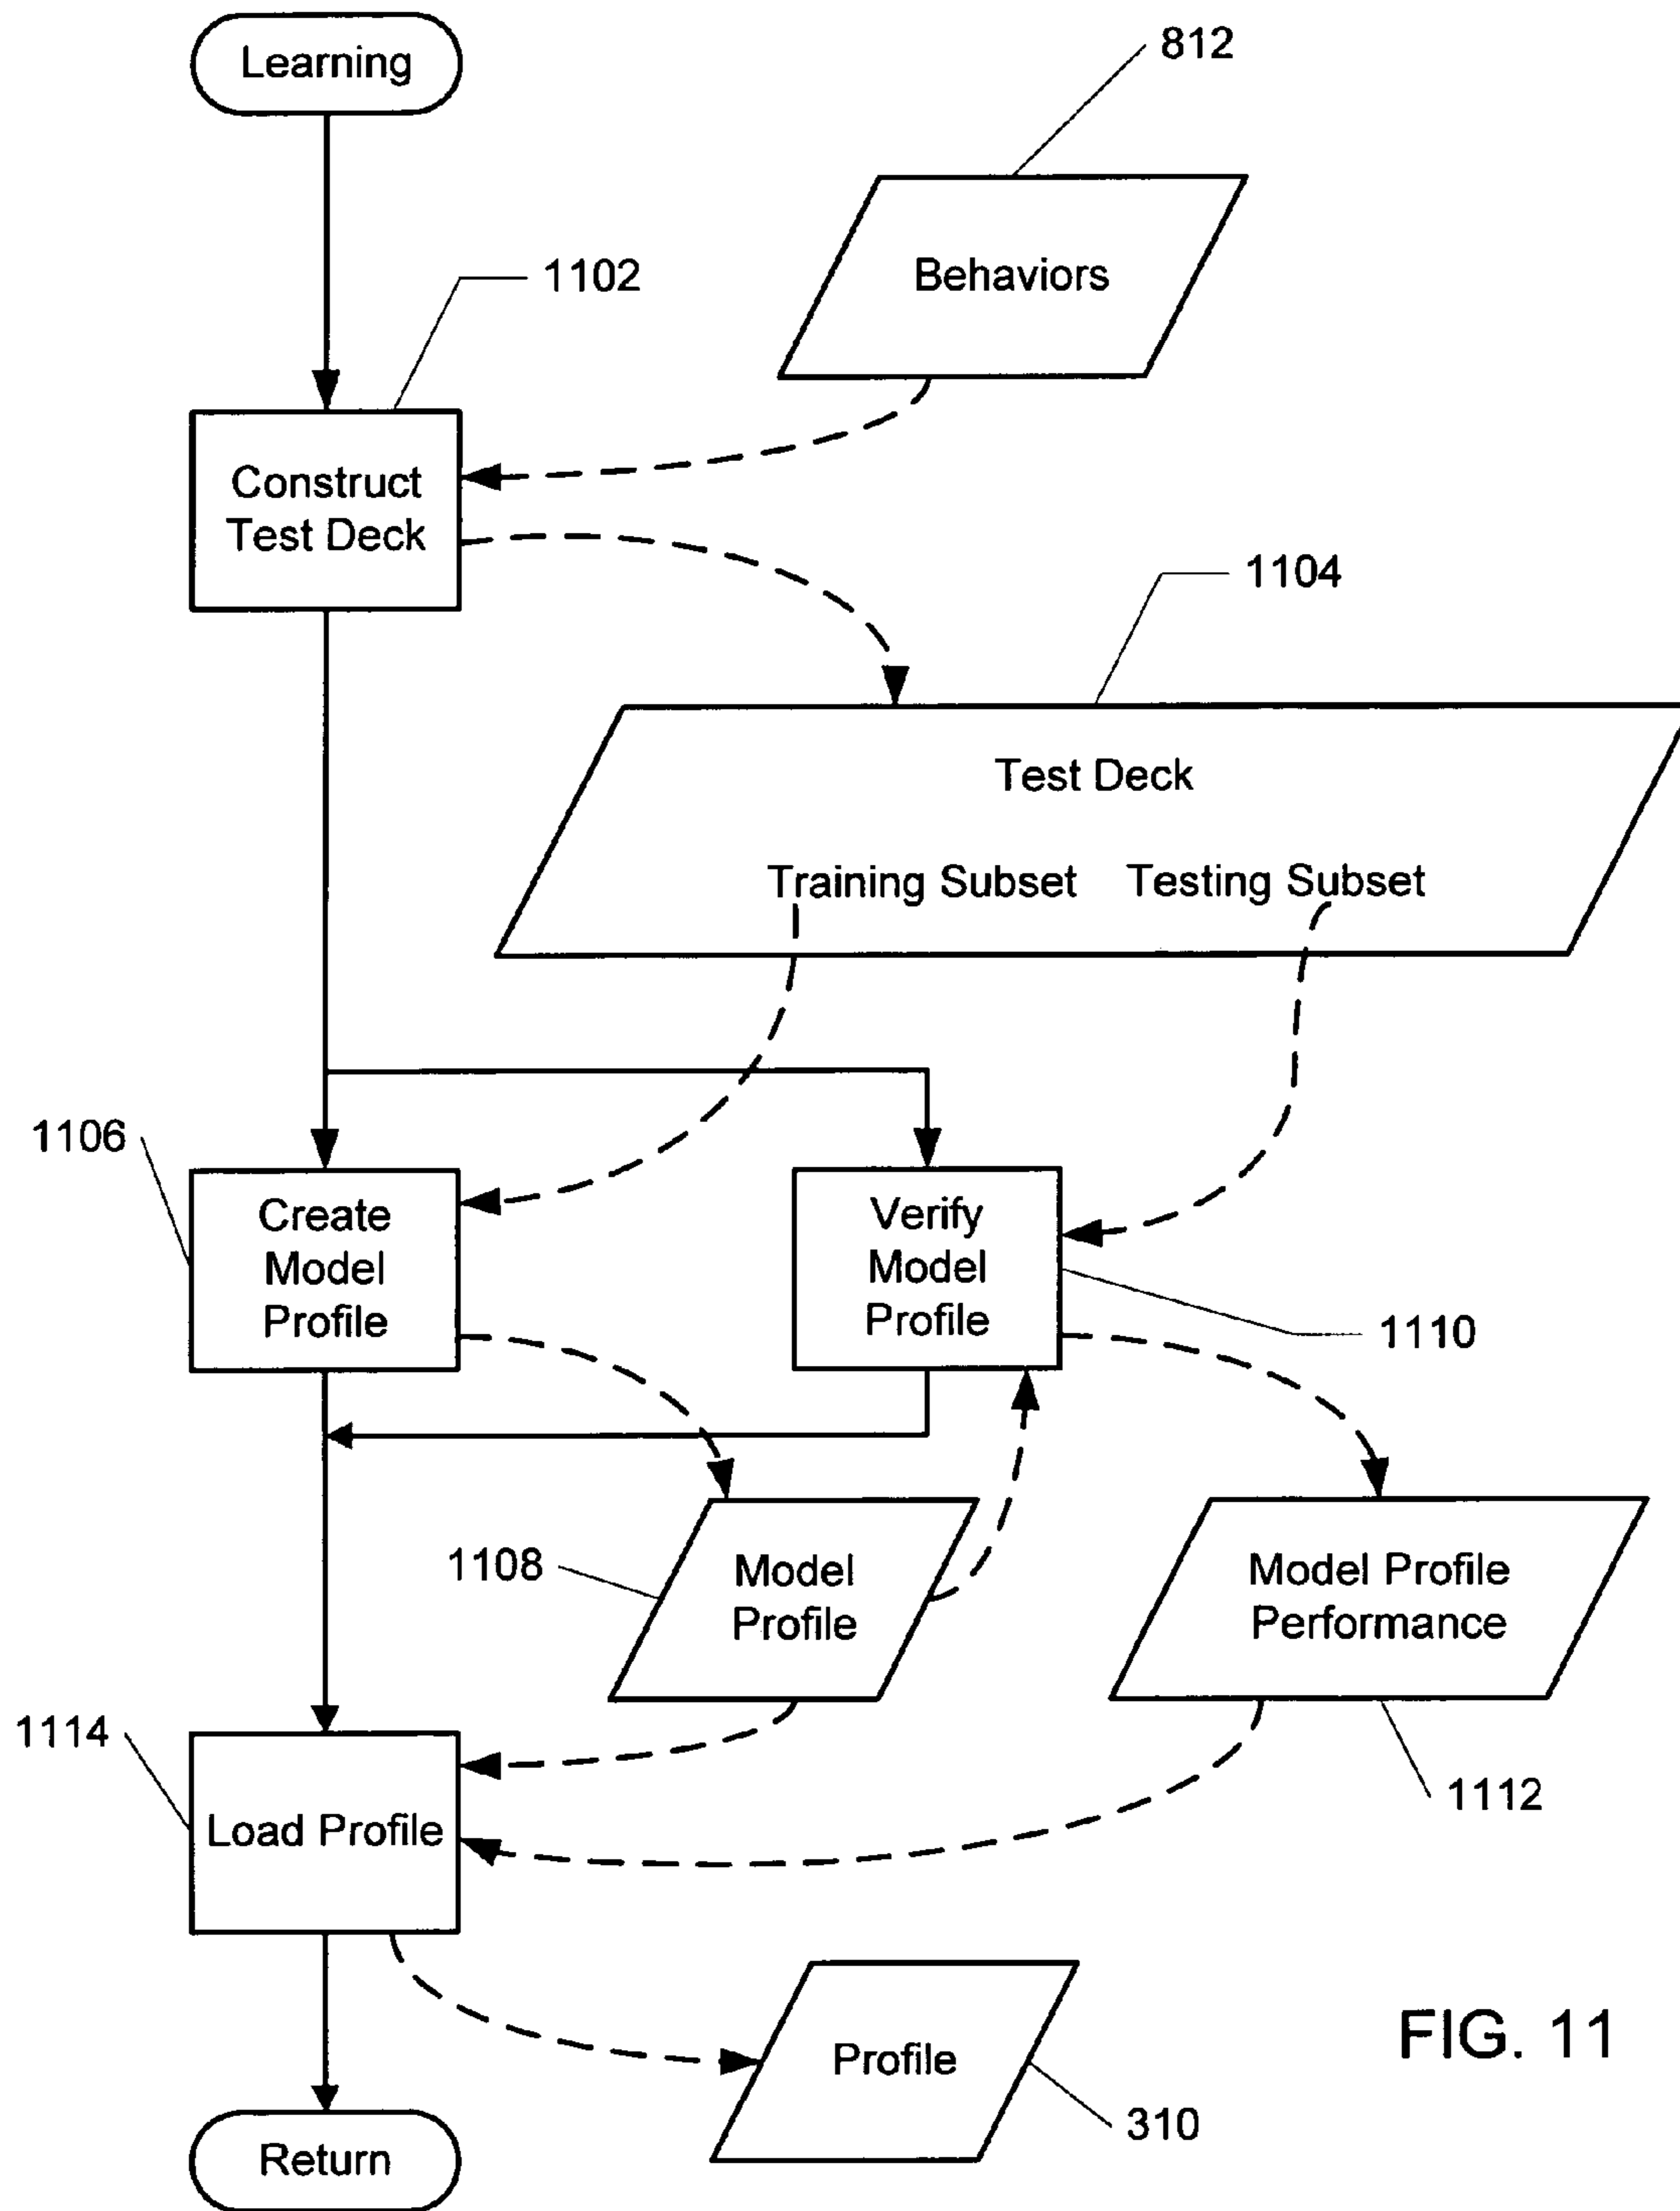 Learning
812
Behaviors
1102
Construct
Test Deck
1104
Test Deck
Training Subset Testing Subset
1106
Create
Model
Profile
Verify
Model
Profile
1110
1108
Model
Profile
Model Profile
Performance
1112
1114
Load Profile
Profile
310
FIG. 11
Return